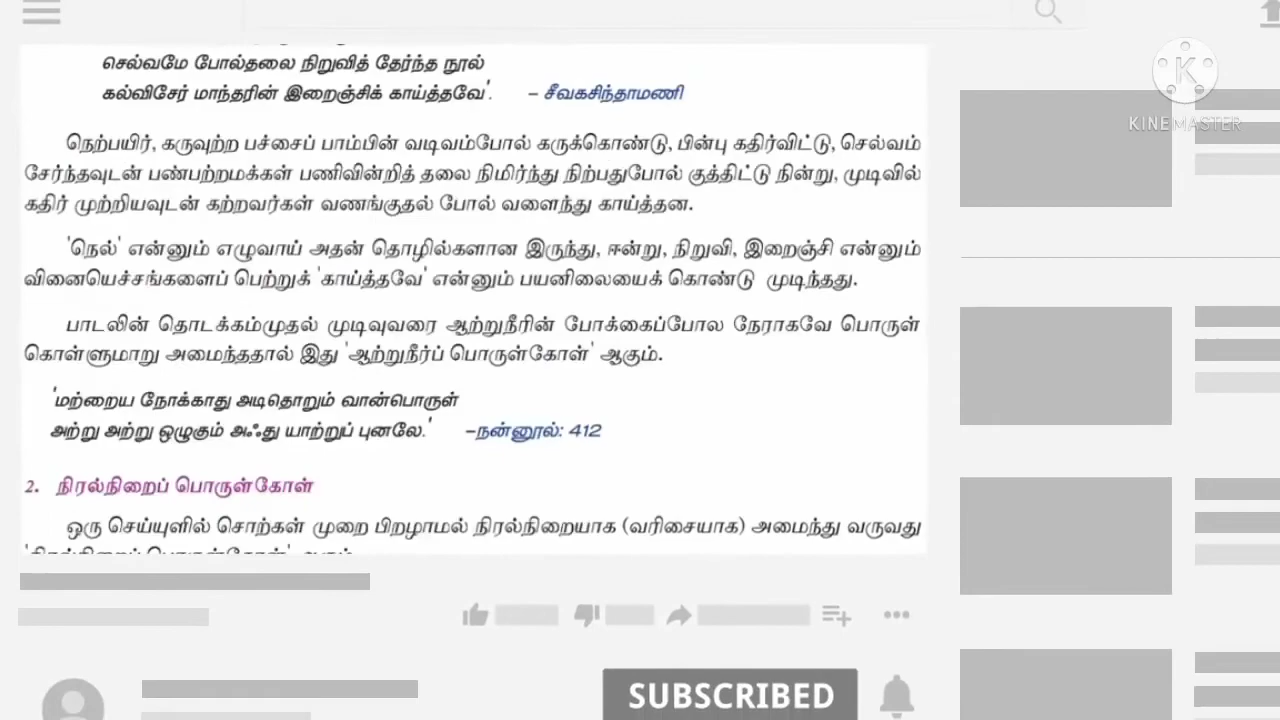 செல்வமே போல்தலை நிறுவித் தேர்ந்த நூல்
கல்விசேர் மாந்தரின் இறைஞ்சிக் காய்த்தவே'. – சீவகசிந்தாமணி
KINEMASTER
நெற்பயிர், கருவுற்ற பச்சைப் பாம்பின் வடிவம்போல் கருக்கொண்டு, பின்பு கதிர்விட்டு, செல்வம்
சேர்ந்தவுடன் பண்பற்றமக்கள் பணிவின்றித் தலை நிமிர்ந்து நிற்பதுபோல் குத்திட்டு நின்று, முடிவில்
கதிர் முற்றியவுடன் கற்றவர்கள் வணங்குதல் போல் வளைந்து காய்த்தன.
'நெல்' என்னும் எழுவாய் அதன் தொழில்களான இருந்து, ஈன்று, நிறுவி, இறைஞ்சி என்னும்
வினையெச்சங்களைப் பெற்றுக் 'காய்த்தவே' என்னும் பயனிலையைக் கொண்டு முடிந்தது.
பாடலின் தொடக்கம்முதல் முடிவுவரை ஆற்றுநீரின் போக்கைப்போல நேராகவே பொருள்
கொள்ளுமாறு அமைந்ததால் இது 'ஆற்றுநீர்ப் பொருள்கோள்' ஆகும்.
'மற்றைய நோக்காது அடிதொறும் வான்பொருள்
அற்று அற்று ஒழுகும் அஃது யாற்றுப் புனலே.' –நன்னூல்: 412
2. நிரல்நிறைப் பொருள்கோள்
ஒரு செய்யுளில் சொற்கள் முறை பிறழாமல் நிரல்நிறையாக (வரிசையாக) அமைந்து வருவது
SUBSCRIBED